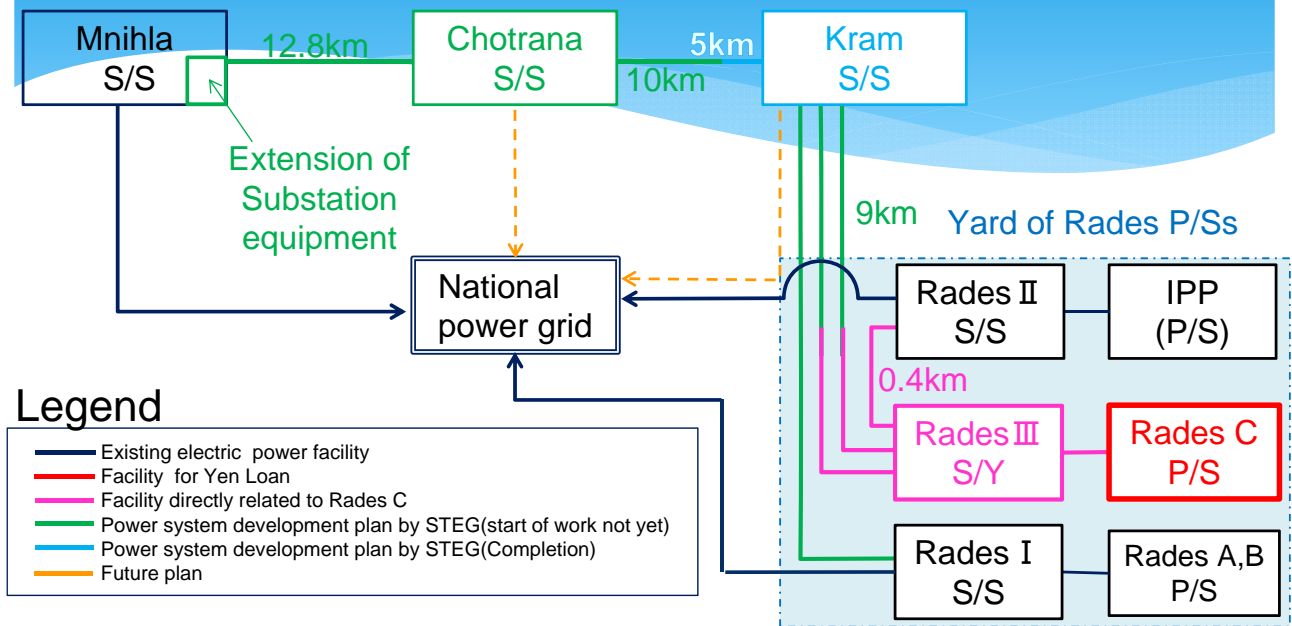 Mnihla
S/S
12.8km
Chotrana
S/S
5km
10km
Kram
S/S
Extension of
Substation
equipment
9km
Yard of Rades P/Ss
National
power grid
Rades Ⅱ
S/S
IPP
(P/S)
0.4km
Rades Ⅲ
S/Y
Rades C
P/S
Rades Ⅰ
S/S
Rades A,B
P/S
Legend
Existing electric power facility
Facility for Yen Loan
Facility directly related to Rades C
Power system development plan by STEG(start of work not yet)
Power system development plan by STEG(Completion)
Future plan